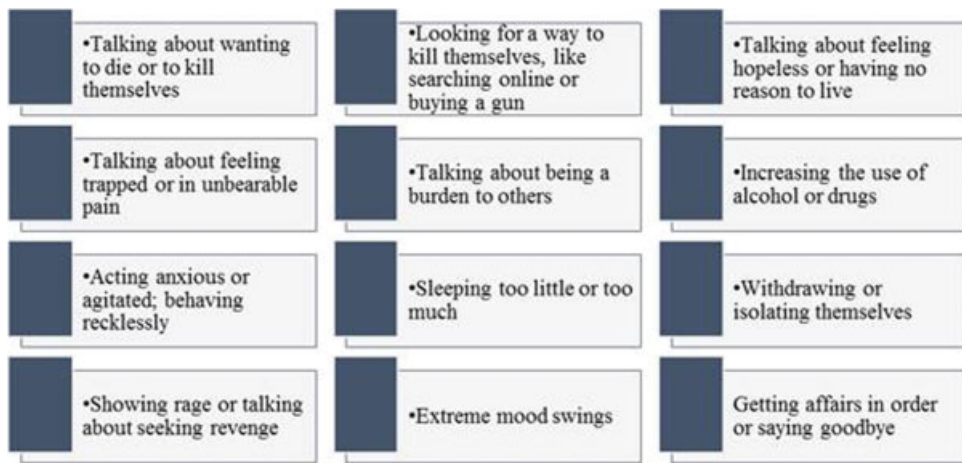 •Talking about wanting
to die or to kill
themselves
•Looking for a way to
kill themselves, like
searching online or
buying a gun
•Talking about feeling
hopeless or having no
reason to live
•Talking about feeling
trapped or in unbearable
pain
•Talking about being a
burden to others
•Increasing the use of
alcohol or drugs
•Acting anxious or
agitated; behaving
recklessly
•Sleeping too little or too
much
•Withdrawing or
isolating themselves
•Showing rage or talking
about seeking revenge
•Extreme mood swings
Getting affairs in order
or saying goodbye